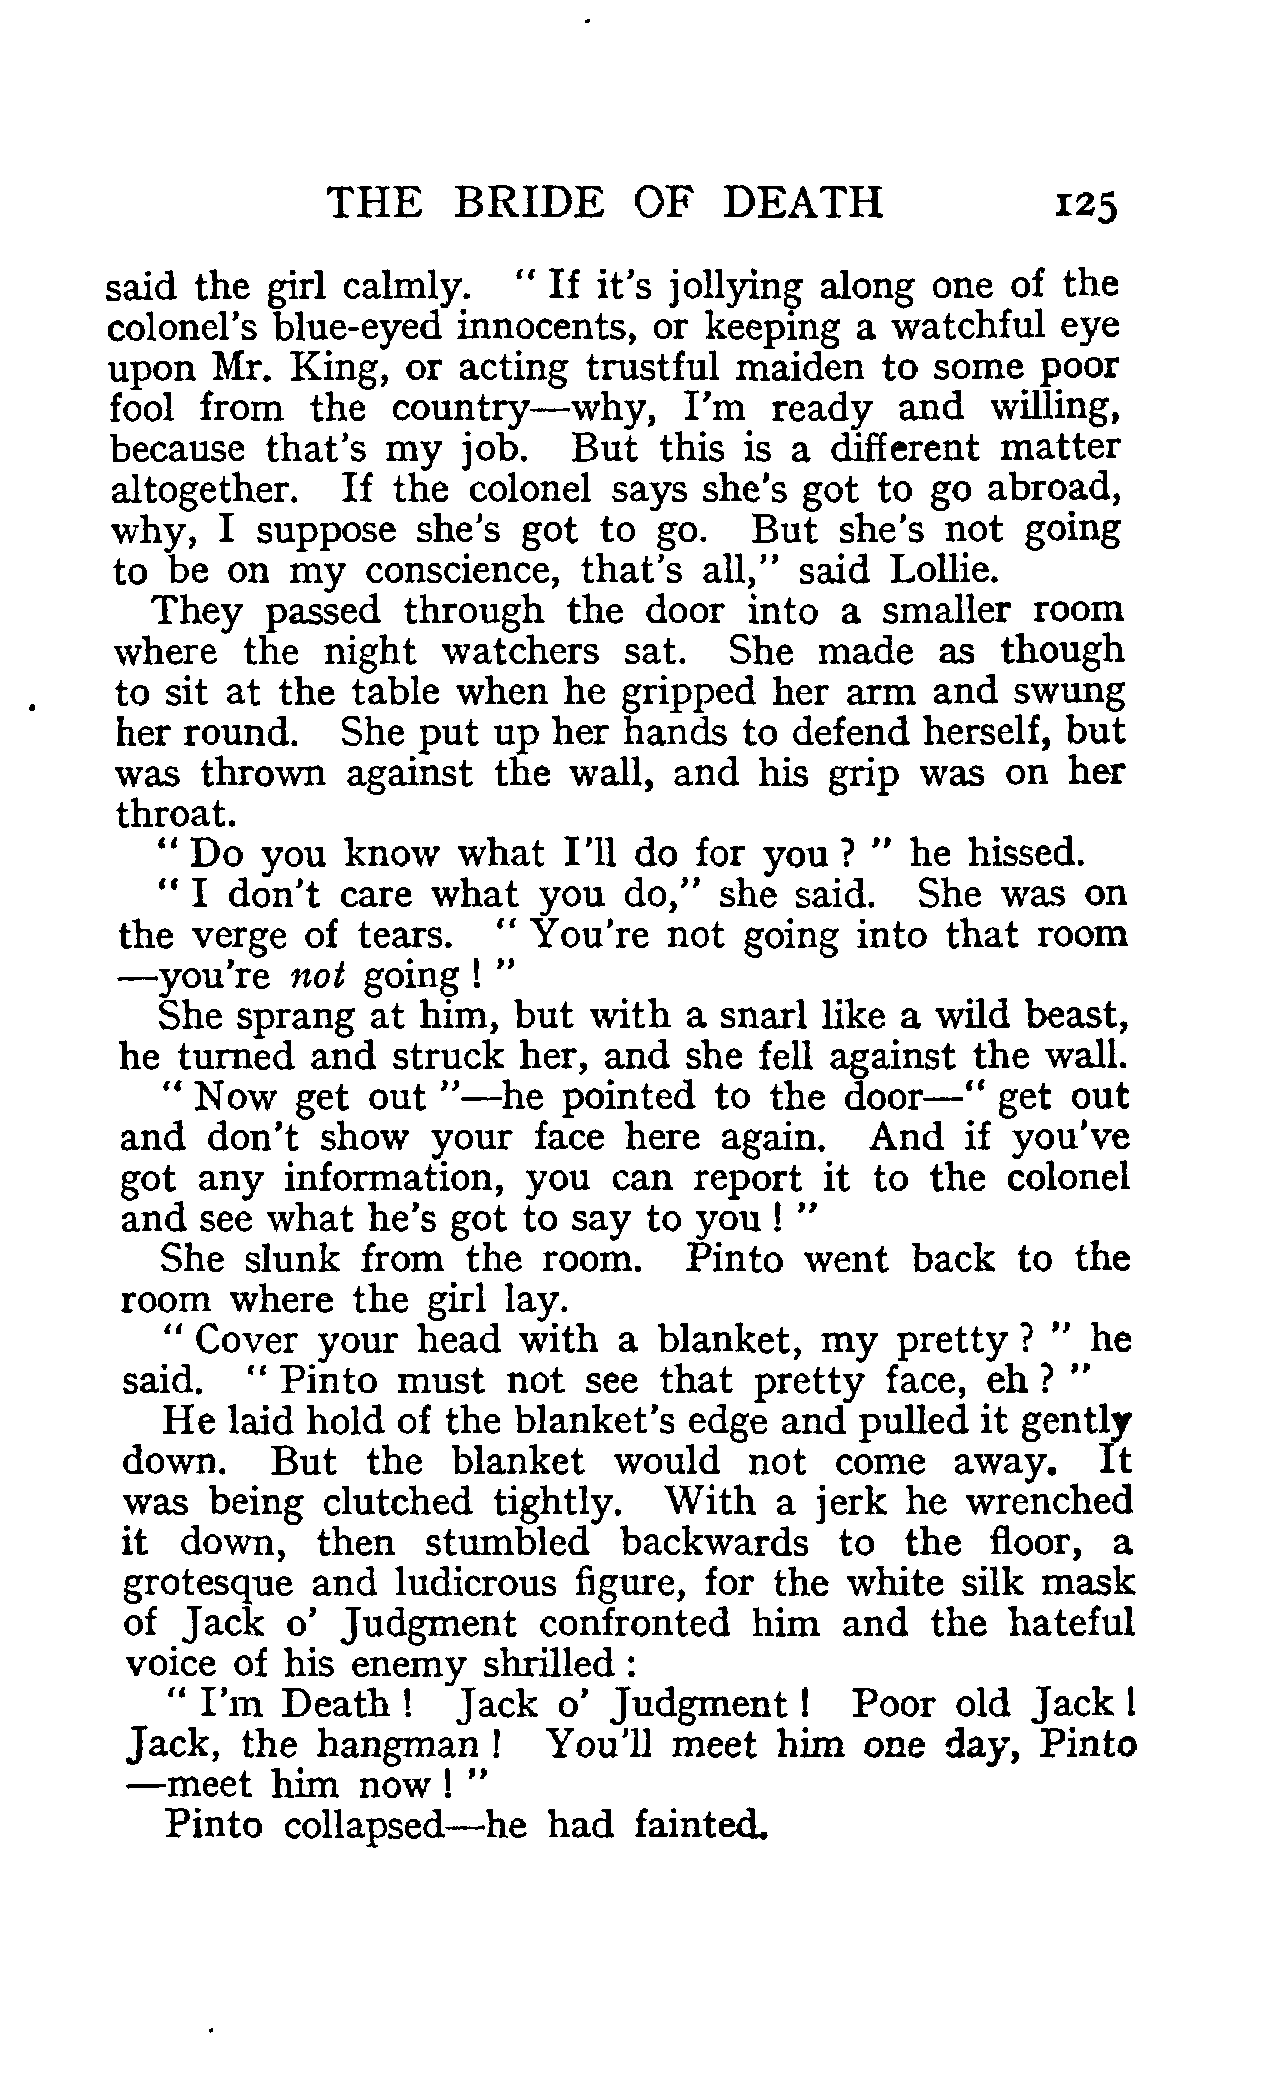 THE BRIDE OF DEATH 125
said the girl calmly. " If it's jollying along one of the
colonel's blue-eyed innocents, or keeping a watchful eye
upon Mr. King, or acting trustful maiden to some poor
fool from the country—why, I'm ready and willing,
because that's my job. But this is a different matter
altogether. If the colonel says she's got to go abroad,
why, I suppose she's got to go. But she's not going
to be on my conscience, that's all," said Lollie.
They passed through the door into a smaller room
where the night watchers sat. She made as though
to sit at the table when he gripped her arm and swung
her round. She put up her hands to defend herself, but
was thrown against the wall, and his grip was on her
throat.
" Do you know what I'll do for you ? " he hissed.
" I don't care what you do," she said. She was on
the verge of tears. " You're not going into that room
—you're not going ! "
She sprang at him, but with a snarl like a wild beast,
he turned and struck her, and she fell against the wall.
" Now get out "—he pointed to the door—" get out
and don't show your face here again. And if you've
got any information, you can report it to the colonel
and see what he's got to say to you ! "
She slunk from the room. Pinto went back to the
room where the girl lay.
" Cover your head with a blanket, my pretty ? " he
said. " Pinto must not see that pretty face, eh ? "
He laid hold of the blanket's edge and pulled it gently
down. But the blanket would not come away. It
was being clutched tightly. With a jerk he wrenched
it down, then stumbled backwards to the floor, a
grotesque and ludicrous figure, for the white silk mask
of Jack o' Judgment confronted him and the hateful
voice of his enemy shrilled :
" I'm Death ! Jack o' Judgment ! Poor old Jack !
Jack, the hangman ! You'll meet him one day, Pinto
—meet him now ! "
Pinto collapsed—he had fainted.